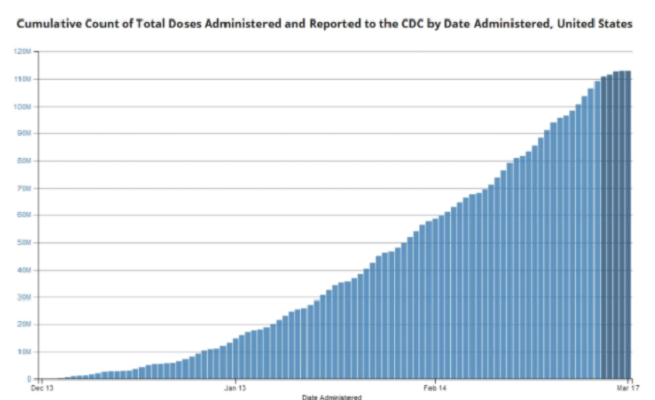 Cumulative Count of Total Doses Administered and Reported to the CDC by Date Administered, United States
120M
110M
100M
90M
80M
70M
60M
50M
40M
30M
20M
10M
0
Dec 13
Jan 13
Feb 14
Mar 17
Date Administered